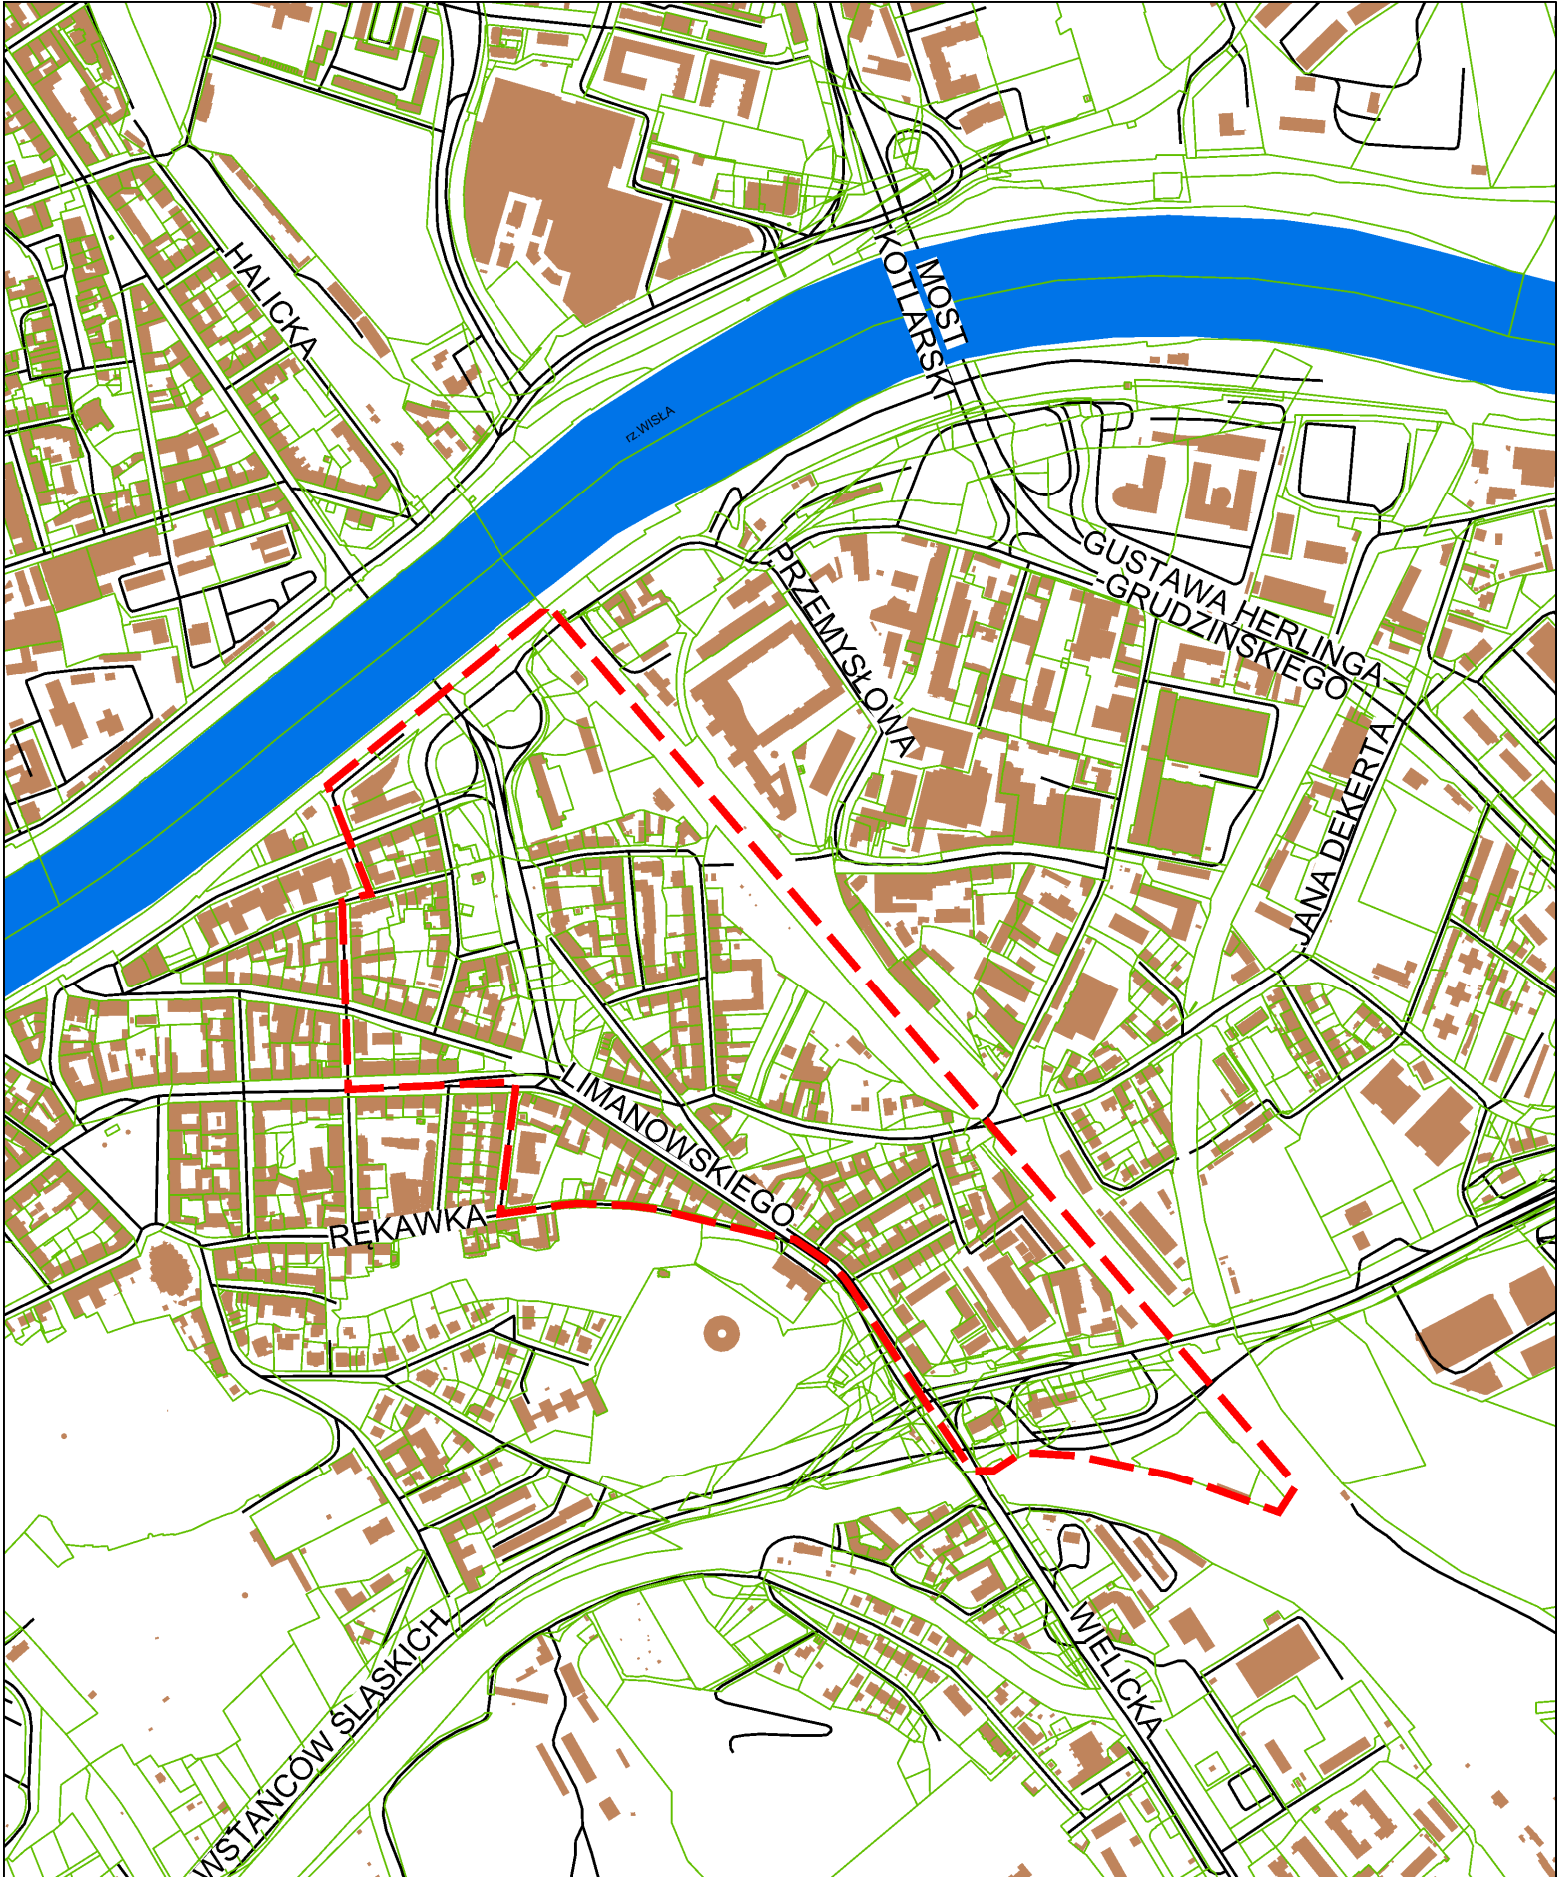 HALICKA
MOST
KOTLARSKI
rz.WISŁA
PRZEMYSŁOWA
GUSTAWA HERLINGA
-GRUDZIŃSKIEGO
JANA DEKERTA
LIMANOWSKIEGO
RĘKAWKA
WIELICKA
WSTAŃCÓW ŚLĄSKICH